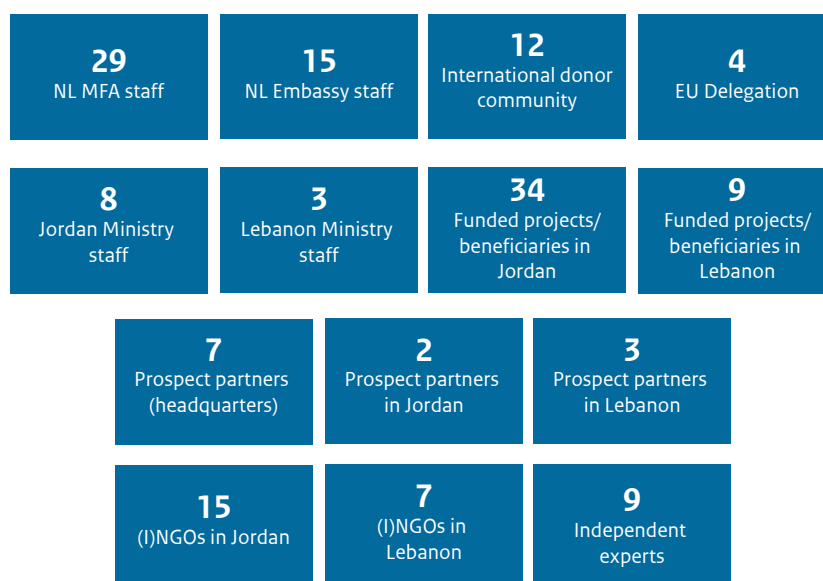 29
NL MFA staff
15
NL Embassy staff
12
International donor
community
4
EU Delegation
8
Jordan Ministry
staff
3
Lebanon Ministry
staff
34
Funded projects/
beneficiaries in
Jordan
9
Funded projects/
beneficiaries in
Lebanon
7
Prospect partners
(headquarters)
2
Prospect partners
in Jordan
3
Prospect partners
in Lebanon
15
(I)NGOs in Jordan
7
(I)NGOs in
Lebanon
9
Independent
experts